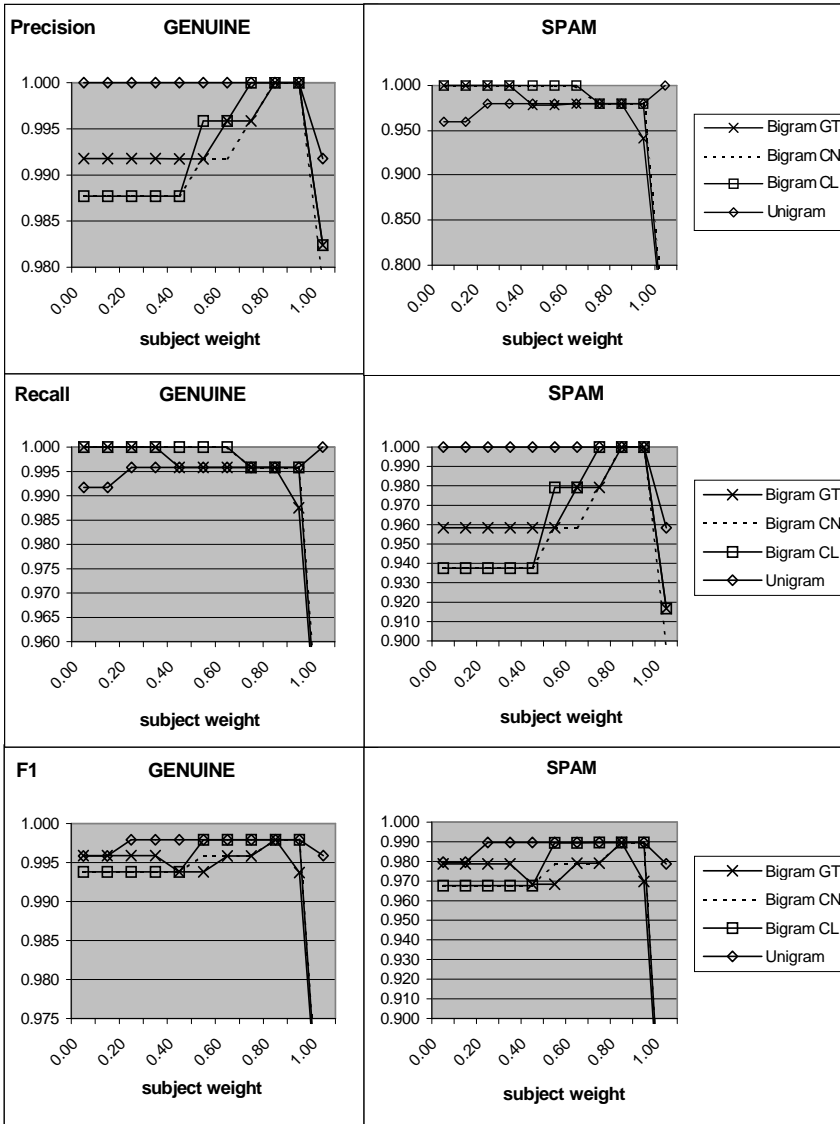 Precision GENUINE
1.000
0.995
0.990
0.985
0.980
0.00 0.20 0.40 0.60 0.80 1.00
subject weight
SPAM
1.000
0.950
0.900
0.850
0.800
0.00 0.20 0.40 0.60 0.80 1.00
subject weight
Bigram GT
Bigram CN
Bigram CL
Unigram
Recall GENUINE
1.000
0.995
0.990
0.985
0.980
0.975
0.970
0.965
0.960
0.00 0.20 0.40 0.60 0.80 1.00
subject weight
SPAM
1.000
0.990
0.980
0.970
0.960
0.950
0.940
0.930
0.920
0.910
0.900
0.00 0.20 0.40 0.60 0.80 1.00
subject weight
Bigram GT
Bigram CN
Bigram CL
Unigram
F1 GENUINE
1.000
0.995
0.990
0.985
0.980
0.975
0.00 0.20 0.40 0.60 0.80 1.00
subject weight
SPAM
1.000
0.990
0.980
0.970
0.960
0.950
0.940
0.930
0.920
0.910
0.900
0.00 0.20 0.40 0.60 0.80 1.00
subject weight
Bigram GT
Bigram CN
Bigram CL
Unigram